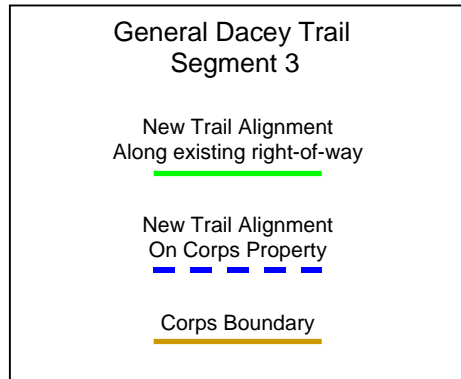 General Dacey Trail
Segment 3
New Trail Alignment
Along existing right-of-way
New Trail Alignment
On Corps Property
Corps Boundary